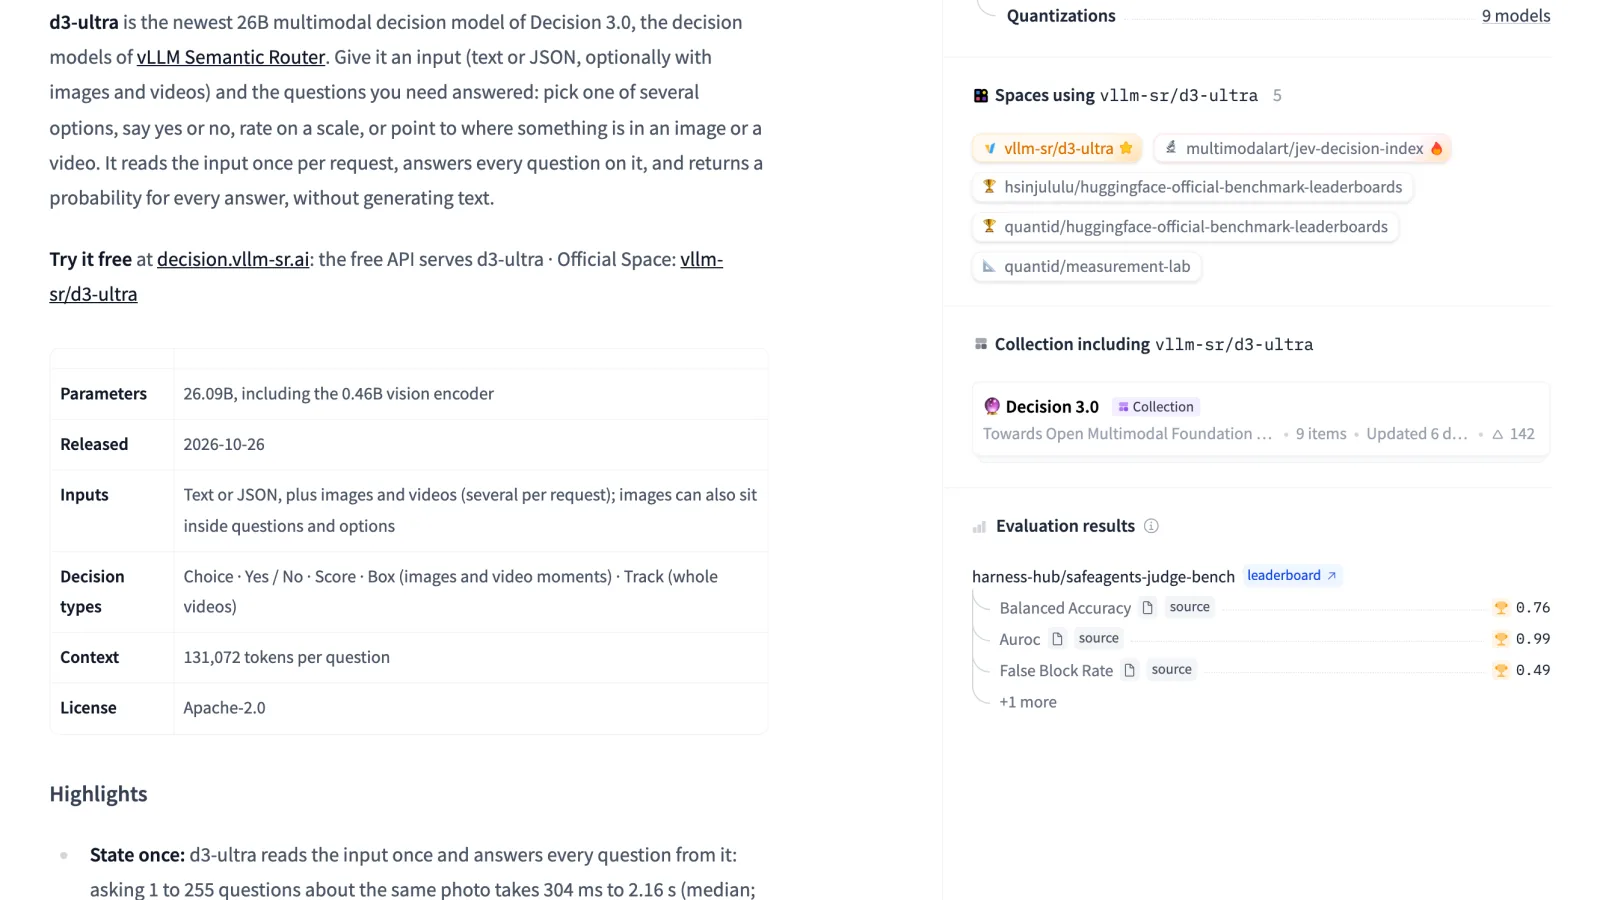 d3-ultra is the newest 26B multimodal decision model of Decision 3.0, the decision
models of vLLM Semantic Router. Give it an input (text or JSON, optionally with
images and videos) and the questions you need answered: pick one of several
options, say yes or no, rate on a scale, or point to where something is in an image or a
video. It reads the input once per request, answers every question on it, and returns a
probability for every answer, without generating text.
Try it free at decision.vllm-sr.ai: the free API serves d3-ultra · Official Space: vllm-
sr/d3-ultra
Parameters 26.09B, including the 0.46B vision encoder
Released 2026-10-26
Inputs Text or JSON, plus images and videos (several per request); images can also sit
inside questions and options
Decision Choice · Yes / No · Score · Box (images and video moments) · Track (whole
types videos)
Context 131,072 tokens per question
License Apache-2.0
Highlights
State once: d3-ultra reads the input once and answers every question from it:
asking 1 to 255 questions about the same photo takes 304 ms to 2.16 s (median;
Quantizations 9 models
Spaces using vllm-sr/d3-ultra 5
vllm-sr/d3-ultra
multimodalart/jev-decision-index
hsinjululu/huggingface-official-benchmark-leaderboards
quantid/huggingface-official-benchmark-leaderboards
quantid/measurement-lab
Collection including vllm-sr/d3-ultra
Decision 3.0 Collection
Towards Open Multimodal Foundation ... • 9 items • Updated 6 d... • 142
Evaluation results
harness-hub/safeagents-judge-bench leaderboard
Balanced Accuracy source 0.76
Auroc source 0.99
False Block Rate source 0.49
+1 more